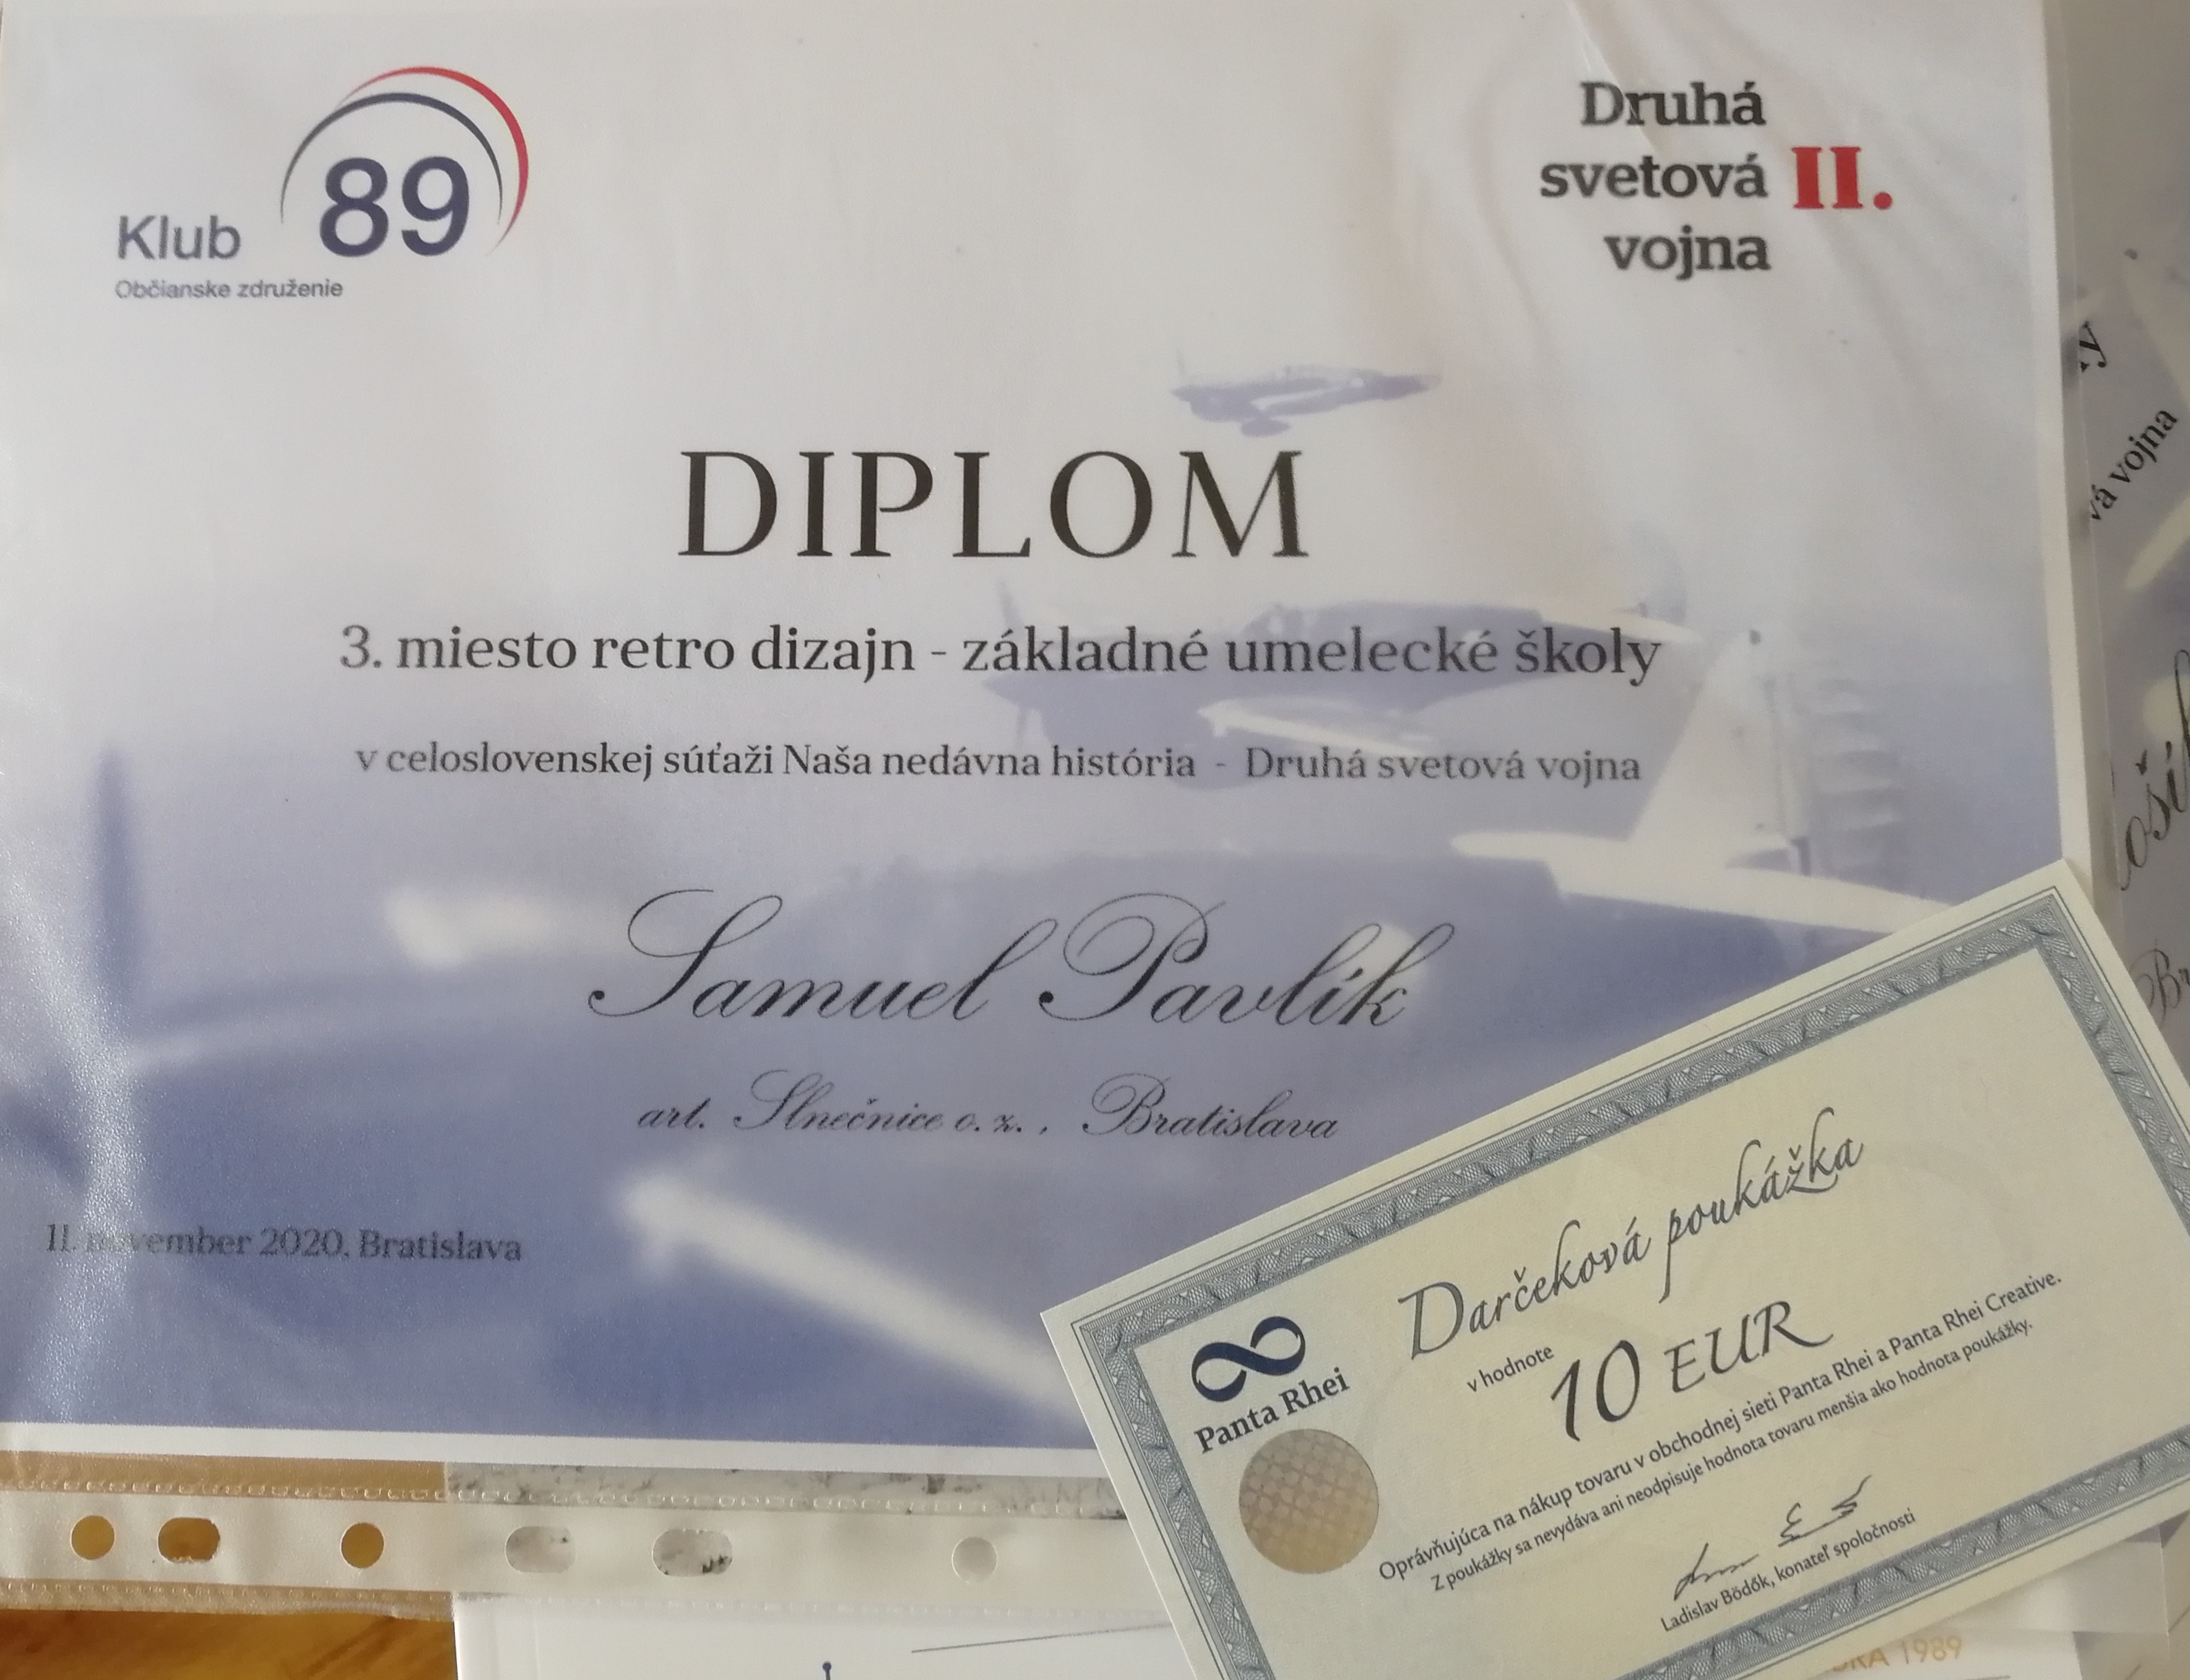 Klub 89
Občianske združenie
Druhá
svetová II.
vojna
DIPLOM
3. miesto retro dizajn - základné umelecké školy
v celoslovenskej súťaži Naša nedávna história - Druhá svetová vojna
Samuel Pavlík
art. Slnečnice o. z. , Bratislava
11. november 2020, Bratislava
Panta Rhei
Darčeková poukážka
v hodnote
10 EUR
Oprávňujúca na nákup tovaru v obchodnej sieti Panta Rhei a Panta Rhei Creative.
Z poukážky sa nevydáva ani neodpisuje hodnota tovaru menšia ako hodnota poukážky.
Ladislav Bödők, konateľ spoločnosti
vá vojna
1989